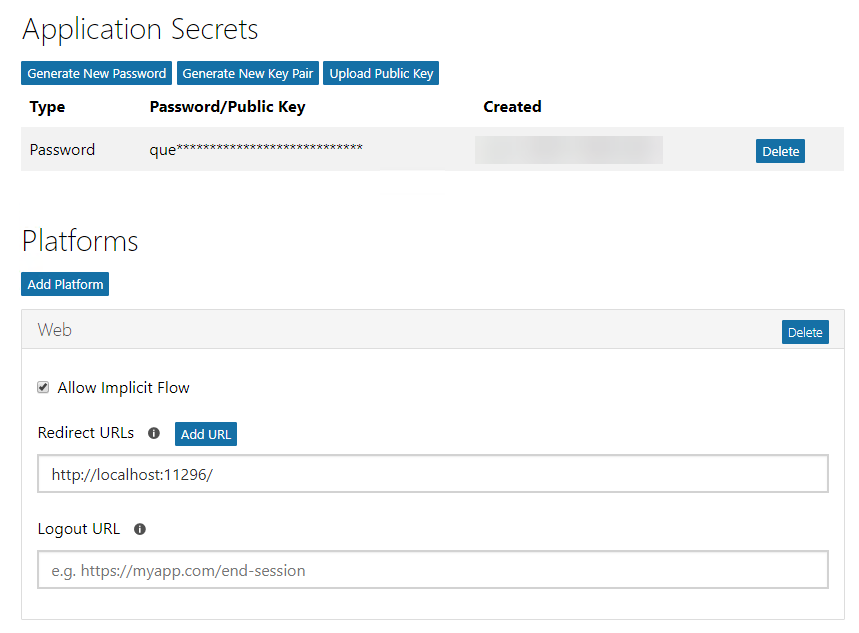 Application Secrets
Generate New Password Generate New Key Pair Upload Public Key
Type Password/Public Key Created
Password que**************************** Delete
Platforms
Add Platform
Web Delete
Allow Implicit Flow
Redirect URLs Add URL
http://localhost:11296/
Logout URL
e.g. https://myapp.com/end-session